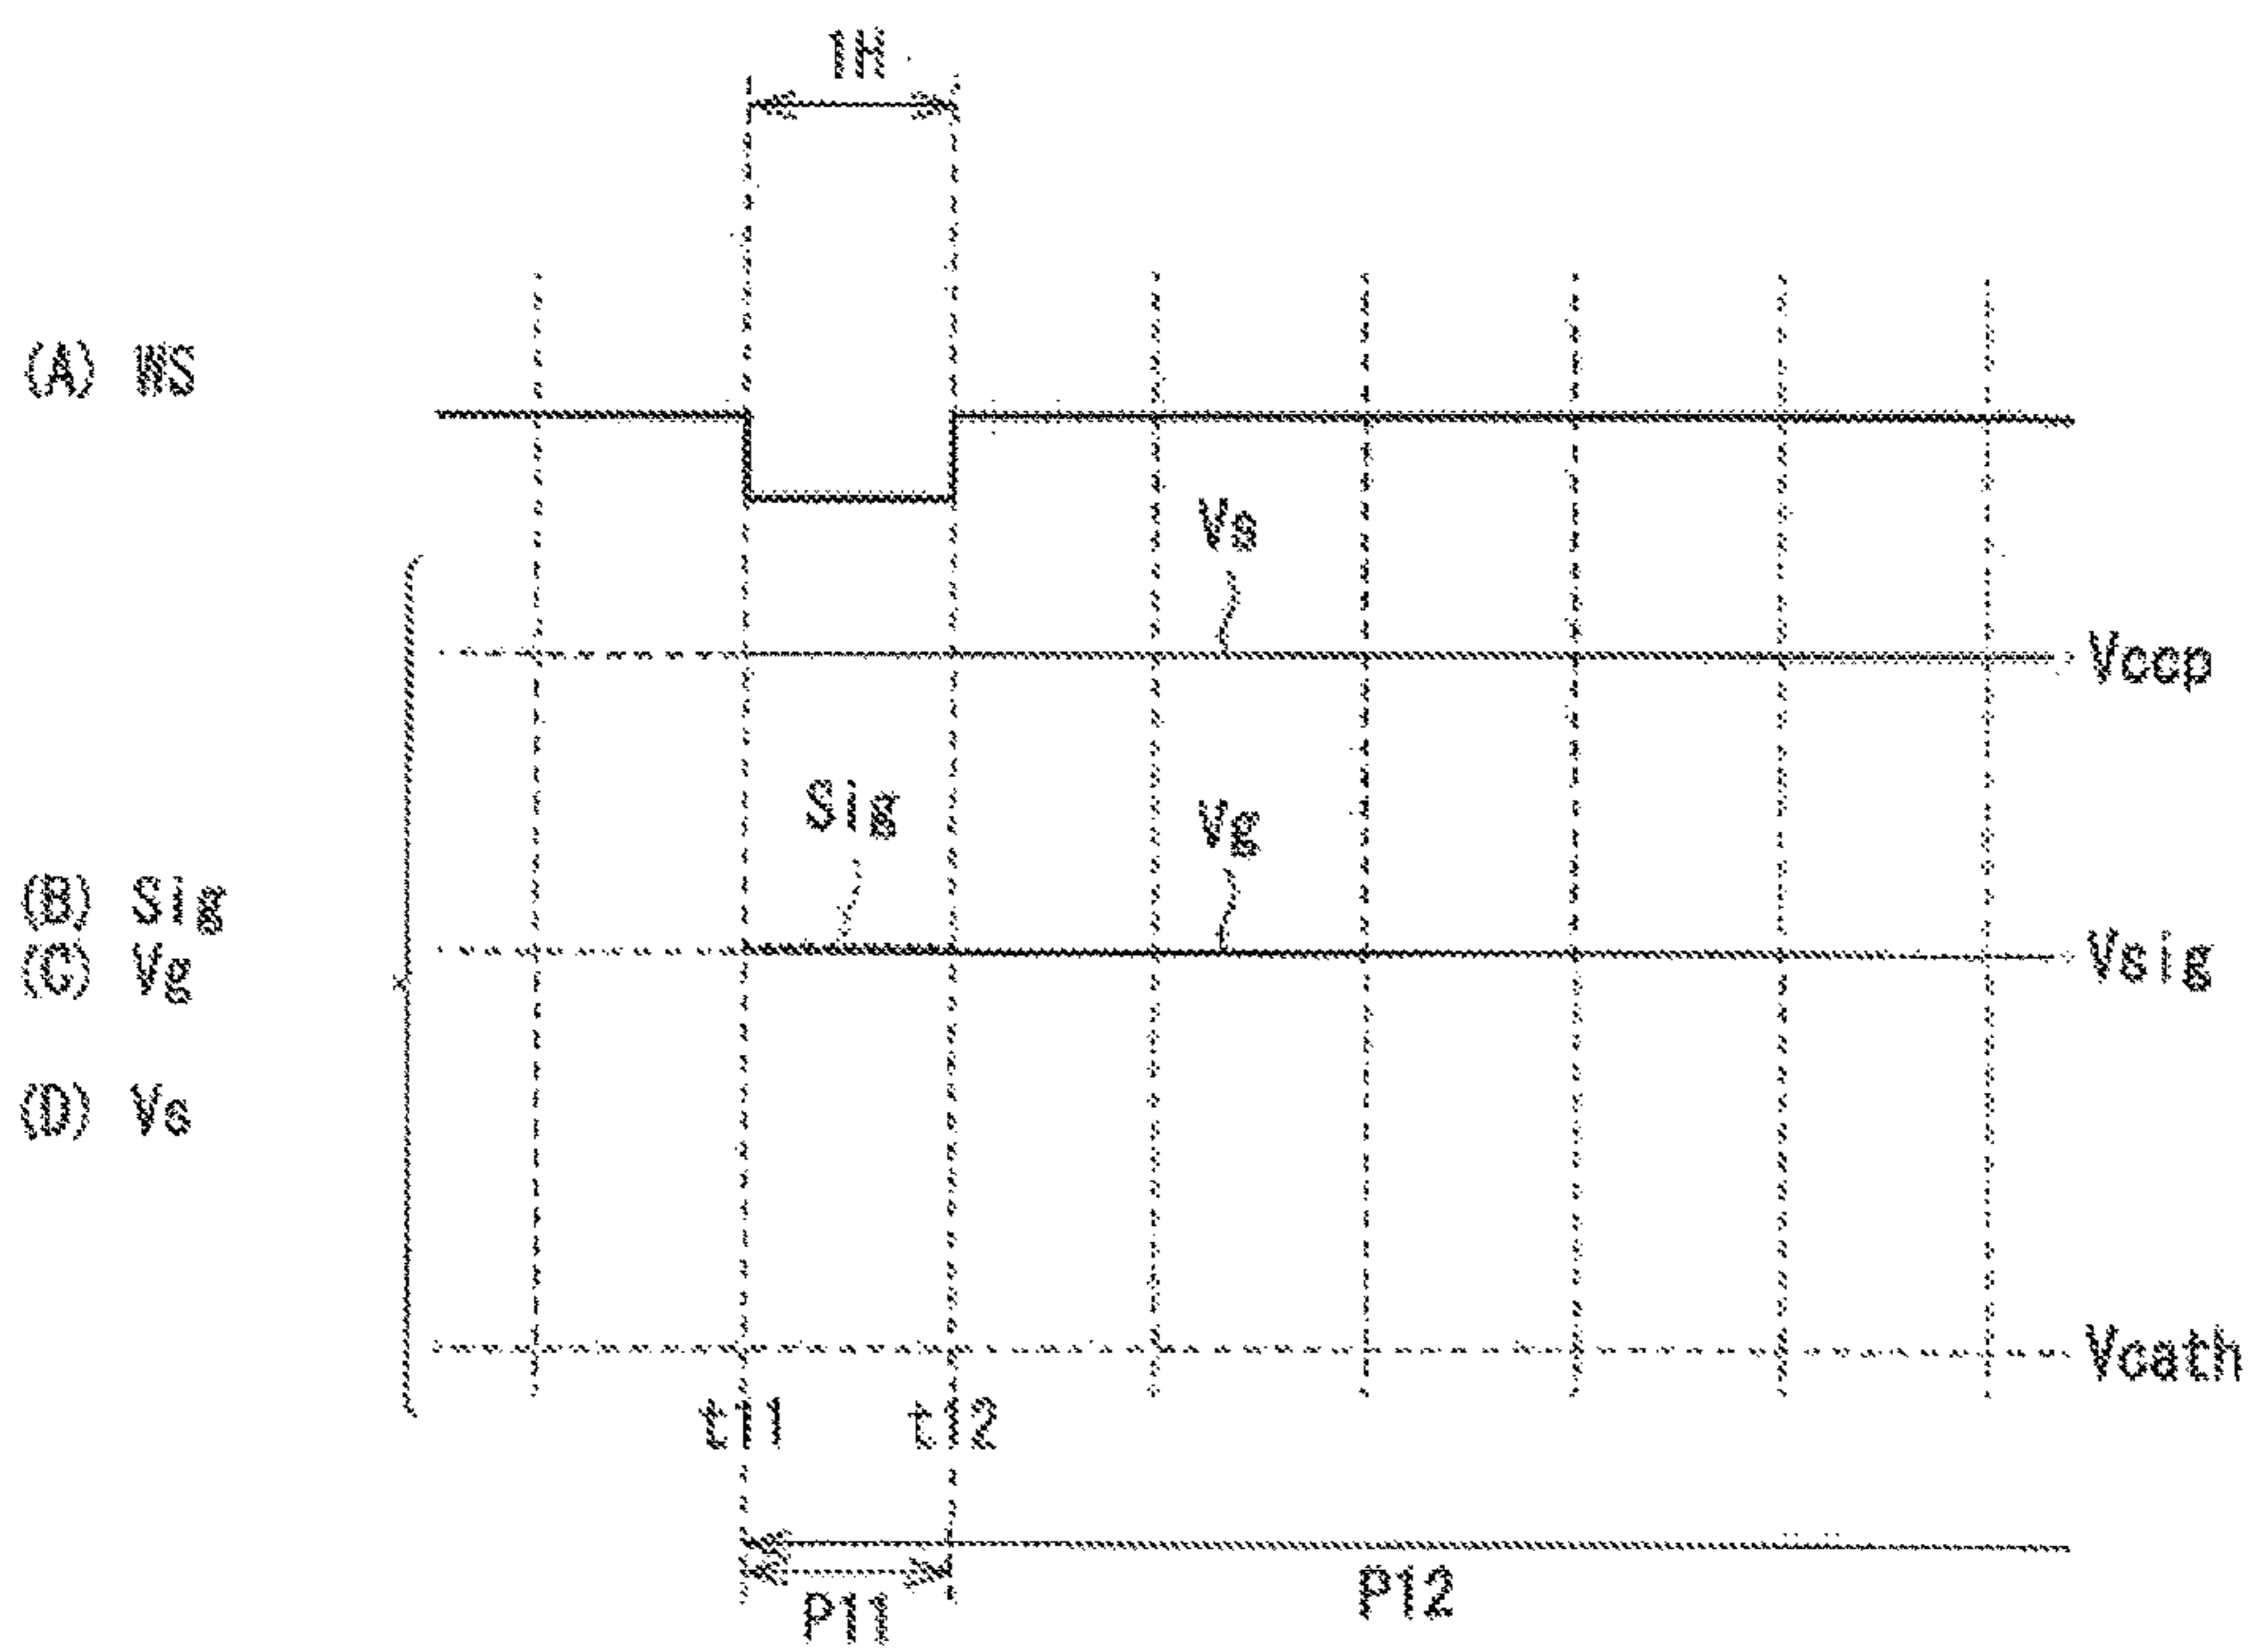 1H
(A) WS
Vs
Vccp
Sig
Vg
(B) Sig
(C) Vg
Vsig
(D) Vs
Vcath
t11
t12
P11
P12